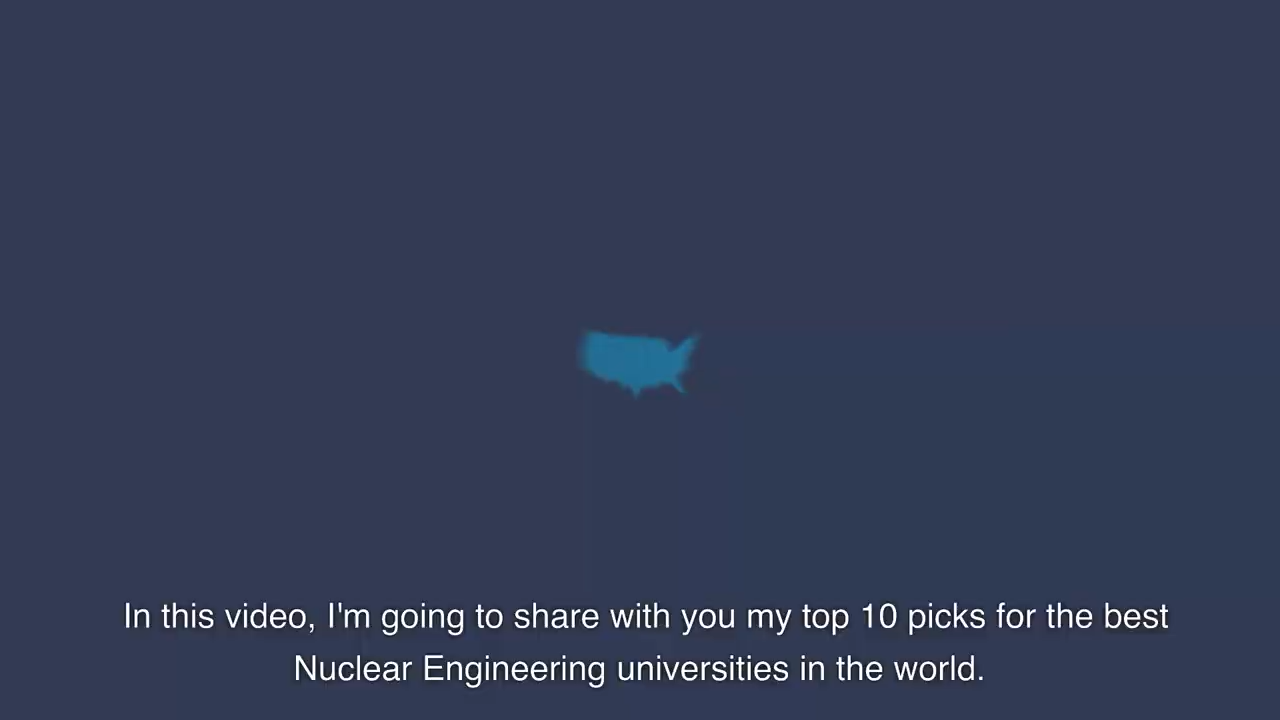 In this video, I'm going to share with you my top 10 picks for the best
Nuclear Engineering universities in the world.